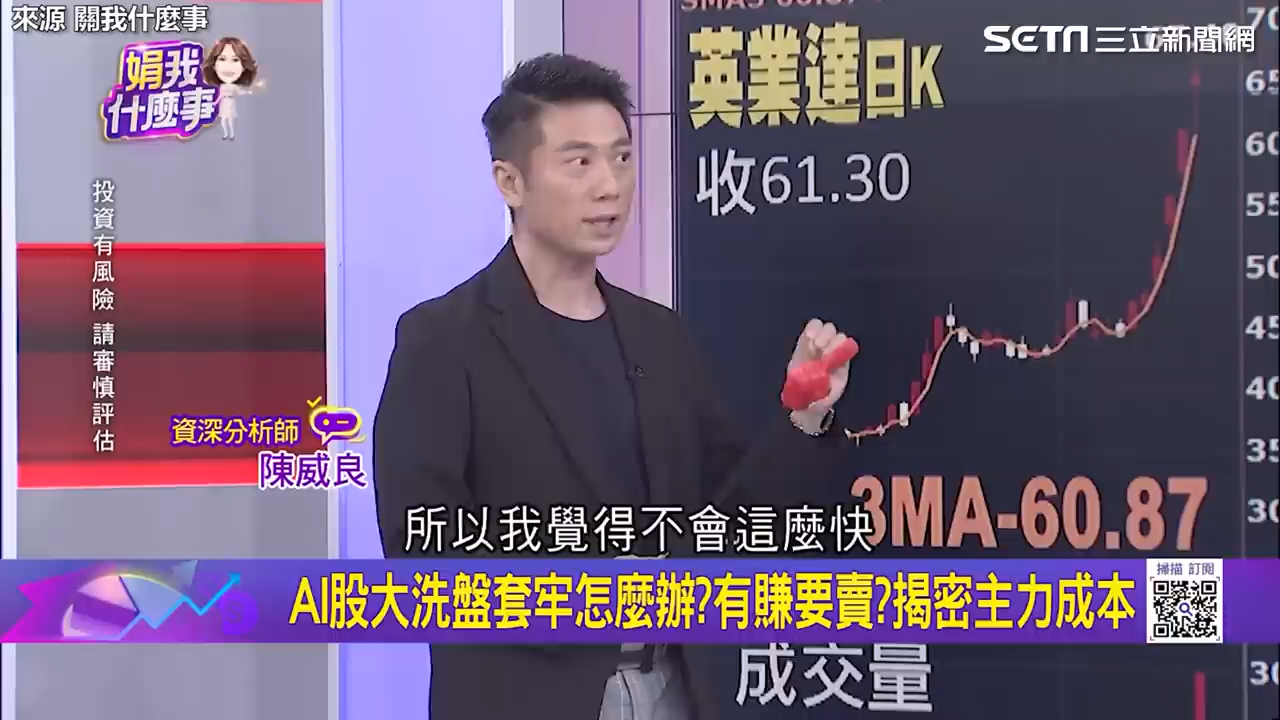 來源 關我什麼事
娟我
什麼事
SETN三立新聞網
英業達日K
收61.30
70
65
60
55
50
45
40
35
30
投資有風險 請審慎評估
資深分析師
陳威良
3MA-60.87
所以我覺得不會這麼快
掃描 訂閱
AI股大洗盤套牢怎麼辦?有賺要賣?揭密主力成本
成交量
30